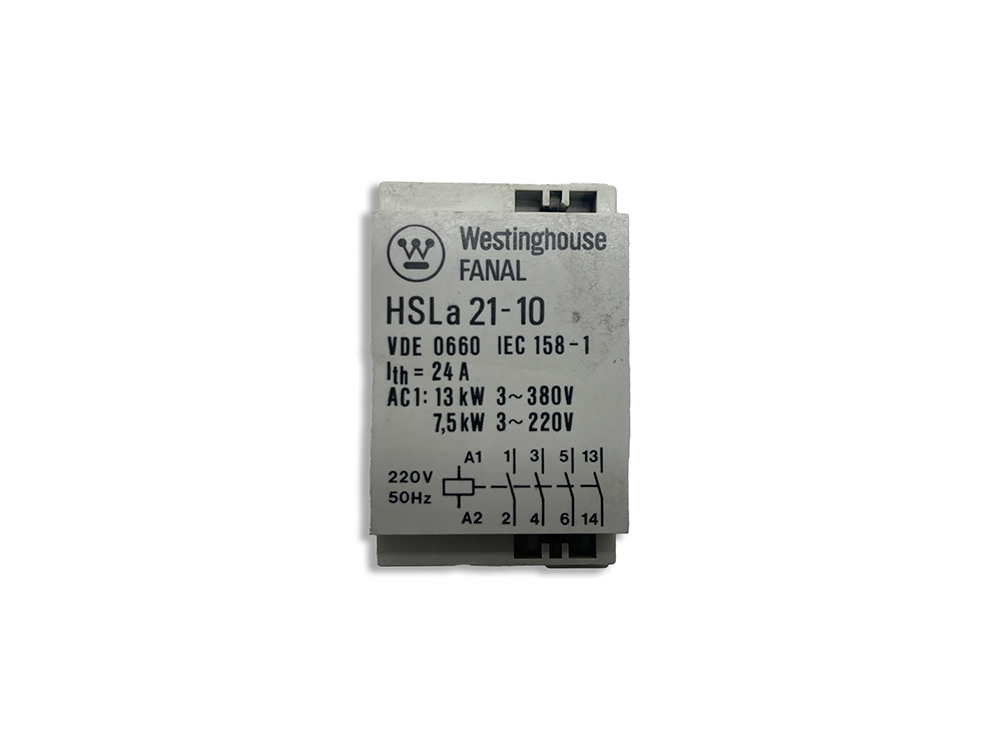 W
Westinghouse
FANAL
HSLa 21-10
VDE 0660 IEC 158-1
Ith = 24 A
AC1: 13 kW 3~380V
7,5 kW 3~220V
A1 1 3 5 13
220V
50Hz
A2 2 4 6 14